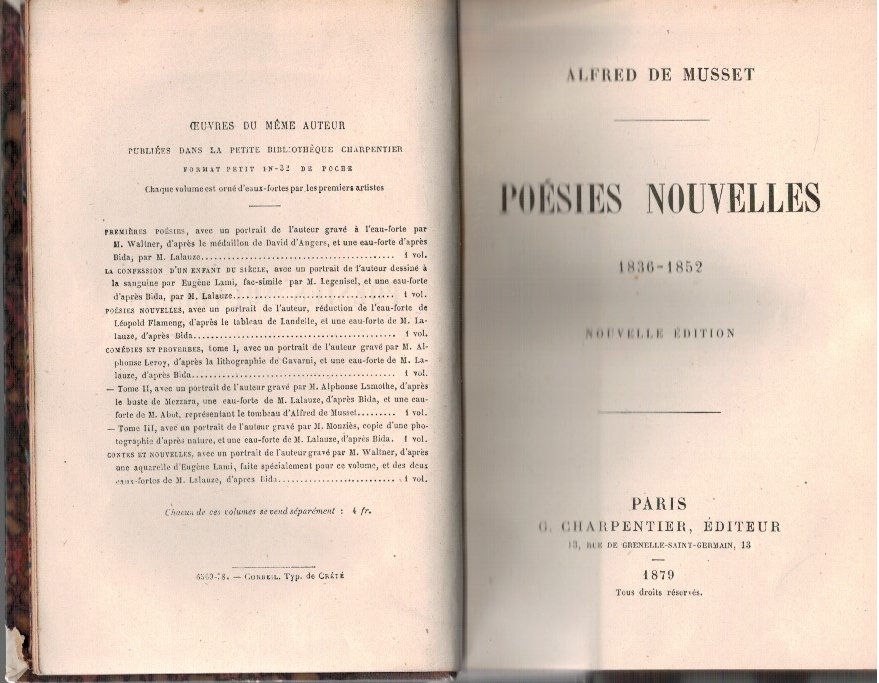 ŒUVRES DU MÊME AUTEUR
PUBLIÉES DANS LA PETITE BIBLIOTHÈQUE CHARPENTIER
FORMAT PETIT IN-32 DE POCHE
Chaque volume est orné d'eaux-fortes par les premiers artistes
PREMIÈRES POÉSIES, avec un portrait de l'auteur gravé à l'eau-forte par
M. Waltner, d'après le médaillon de David d'Angers, et une eau-forte d'après
Bida, par M. Lalauze........................................ 1 vol.
LA CONFESSION D'UN ENFANT DU SIÈCLE, avec un portrait de l'auteur dessiné à
la sanguine par Eugène Lami, fac-simile par M. Legenisel, et une eau-forte
d'après Bida, par M. Lalauze................................ 1 vol.
POÉSIES NOUVELLES, avec un portrait de l'auteur, réduction de l'eau-forte de
Léopold Flameng, d'après le tableau de Landelle, et une eau-forte de M. La-
lauze, d'après Bida........................................ 1 vol.
COMÉDIES ET PROVERBES, tome I, avec un portrait de l'auteur gravé par M. Al-
phonse Leroy, d'après la lithographie de Gavarni, et une eau-forte de M. La-
lauze, d'après Bida........................................ 1 vol.
— Tome II, avec un portrait de l'auteur gravé par M. Alphonse Lamothe, d'après
le buste de Mezzara, une eau-forte de M. Lalauze, d'après Bida, et une eau-
forte de M. Abot, représentant le tombeau d'Alfred de Musset......... 1 vol.
— Tome III, avec un portrait de l'auteur gravé par M. Monziès, copie d'une pho-
tographie d'après nature, et une eau-forte de M. Lalauze, d'après Bida. 1 vol.
CONTES ET NOUVELLES, avec un portrait de l'auteur gravé par M. Waltner, d'après
une aquarelle d'Eugène Lami, faite spécialement pour ce volume, et des deux
eaux-fortes de M. Lalauze, d'après Bida........................... 1 vol.
Chacun de ces volumes se vend séparément : 4 fr.
6369-78. — CORBEIL. Typ. de CRÉTÉ
ALFRED DE MUSSET
POÉSIES NOUVELLES
1836-1852
NOUVELLE ÉDITION
PARIS
G. CHARPENTIER, ÉDITEUR
13, RUE DE GRENELLE-SAINT-GERMAIN, 13
1879
Tous droits réservés.